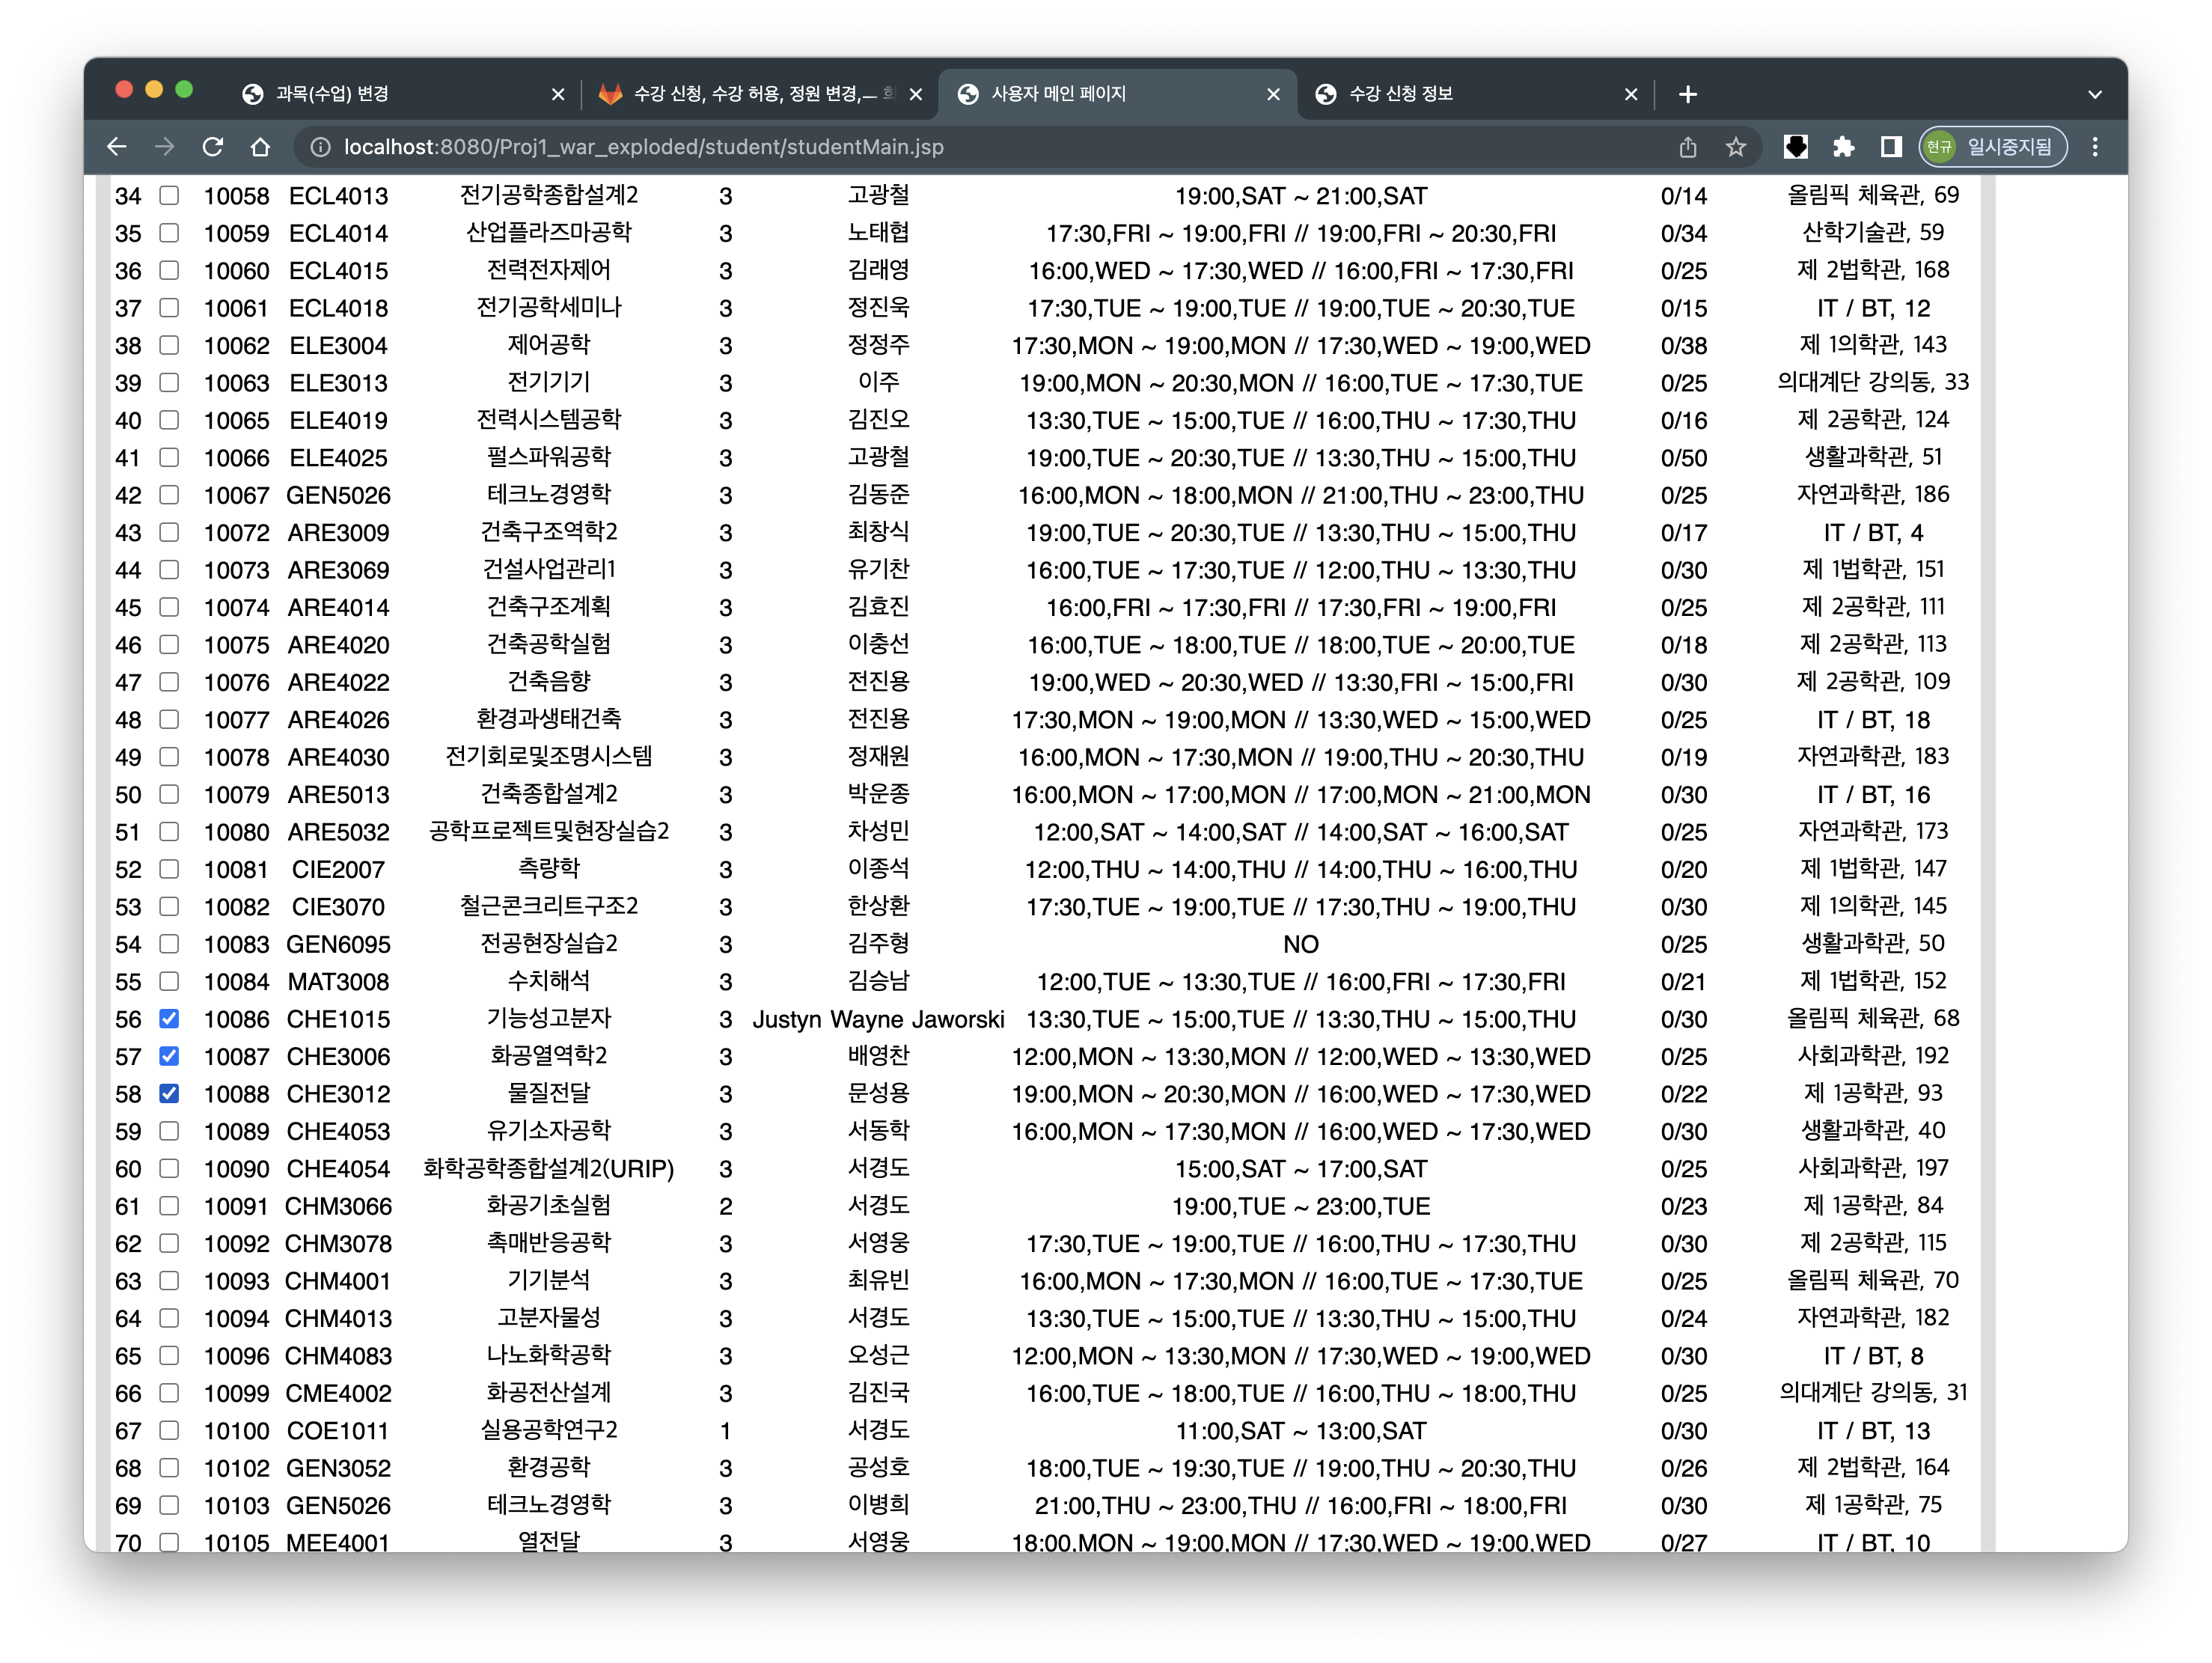 과목(수업) 변경
수강 신청, 수강 허용, 정원 변경,
사용자 메인 페이지
수강 신청 정보
localhost:8080/Proj1_war_exploded/student/studentMain.jsp
현규 일시중지됨
34 10058 ECL4013 전기공학종합설계2 3 고광철 19:00,SAT ~ 21:00,SAT 0/14 올림픽 체육관, 69
35 10059 ECL4014 산업플라즈마공학 3 노태협 17:30,FRI ~ 19:00,FRI // 19:00,FRI ~ 20:30,FRI 0/34 산학기술관, 59
36 10060 ECL4015 전력전자제어 3 김래영 16:00,WED ~ 17:30,WED // 16:00,FRI ~ 17:30,FRI 0/25 제 2법학관, 168
37 10061 ECL4018 전기공학세미나 3 정진욱 17:30,TUE ~ 19:00,TUE // 19:00,TUE ~ 20:30,TUE 0/15 IT / BT, 12
38 10062 ELE3004 제어공학 3 정정주 17:30,MON ~ 19:00,MON // 17:30,WED ~ 19:00,WED 0/38 제 1의학관, 143
39 10063 ELE3013 전기기기 3 이주 19:00,MON ~ 20:30,MON // 16:00,TUE ~ 17:30,TUE 0/25 의대계단 강의동, 33
40 10065 ELE4019 전력시스템공학 3 김진오 13:30,TUE ~ 15:00,TUE // 16:00,THU ~ 17:30,THU 0/16 제 2공학관, 124
41 10066 ELE4025 펄스파워공학 3 고광철 19:00,TUE ~ 20:30,TUE // 13:30,THU ~ 15:00,THU 0/50 생활과학관, 51
42 10067 GEN5026 테크노경영학 3 김동준 16:00,MON ~ 18:00,MON // 21:00,THU ~ 23:00,THU 0/25 자연과학관, 186
43 10072 ARE3009 건축구조역학2 3 최창식 19:00,TUE ~ 20:30,TUE // 13:30,THU ~ 15:00,THU 0/17 IT / BT, 4
44 10073 ARE3069 건설사업관리1 3 유기찬 16:00,TUE ~ 17:30,TUE // 12:00,THU ~ 13:30,THU 0/30 제 1법학관, 151
45 10074 ARE4014 건축구조계획 3 김효진 16:00,FRI ~ 17:30,FRI // 17:30,FRI ~ 19:00,FRI 0/25 제 2공학관, 111
46 10075 ARE4020 건축공학실험 3 이충선 16:00,TUE ~ 18:00,TUE // 18:00,TUE ~ 20:00,TUE 0/18 제 2공학관, 113
47 10076 ARE4022 건축음향 3 전진용 19:00,WED ~ 20:30,WED // 13:30,FRI ~ 15:00,FRI 0/30 제 2공학관, 109
48 10077 ARE4026 환경과생태건축 3 전진용 17:30,MON ~ 19:00,MON // 13:30,WED ~ 15:00,WED 0/25 IT / BT, 18
49 10078 ARE4030 전기회로및조명시스템 3 정재원 16:00,MON ~ 17:30,MON // 19:00,THU ~ 20:30,THU 0/19 자연과학관, 183
50 10079 ARE5013 건축종합설계2 3 박운종 16:00,MON ~ 17:00,MON // 17:00,MON ~ 21:00,MON 0/30 IT / BT, 16
51 10080 ARE5032 공학프로젝트및현장실습2 3 차성민 12:00,SAT ~ 14:00,SAT // 14:00,SAT ~ 16:00,SAT 0/25 자연과학관, 173
52 10081 CIE2007 측량학 3 이종석 12:00,THU ~ 14:00,THU // 14:00,THU ~ 16:00,THU 0/20 제 1법학관, 147
53 10082 CIE3070 철근콘크리트구조2 3 한상환 17:30,TUE ~ 19:00,TUE // 17:30,THU ~ 19:00,THU 0/30 제 1의학관, 145
54 10083 GEN6095 전공현장실습2 3 김주형 NO 0/25 생활과학관, 50
55 10084 MAT3008 수치해석 3 김승남 12:00,TUE ~ 13:30,TUE // 16:00,FRI ~ 17:30,FRI 0/21 제 1법학관, 152
56 10086 CHE1015 기능성고분자 3 Justyn Wayne Jaworski 13:30,TUE ~ 15:00,TUE // 13:30,THU ~ 15:00,THU 0/30 올림픽 체육관, 68
57 10087 CHE3006 화공열역학2 3 배영찬 12:00,MON ~ 13:30,MON // 12:00,WED ~ 13:30,WED 0/25 사회과학관, 192
58 10088 CHE3012 물질전달 3 문성용 19:00,MON ~ 20:30,MON // 16:00,WED ~ 17:30,WED 0/22 제 1공학관, 93
59 10089 CHE4053 유기소자공학 3 서동학 16:00,MON ~ 17:30,MON // 16:00,WED ~ 17:30,WED 0/30 생활과학관, 40
60 10090 CHE4054 화학공학종합설계2(URIP) 3 서경도 15:00,SAT ~ 17:00,SAT 0/25 사회과학관, 197
61 10091 CHM3066 화공기초실험 2 서경도 19:00,TUE ~ 23:00,TUE 0/23 제 1공학관, 84
62 10092 CHM3078 촉매반응공학 3 서영웅 17:30,TUE ~ 19:00,TUE // 16:00,THU ~ 17:30,THU 0/30 제 2공학관, 115
63 10093 CHM4001 기기분석 3 최유빈 16:00,MON ~ 17:30,MON // 16:00,TUE ~ 17:30,TUE 0/25 올림픽 체육관, 70
64 10094 CHM4013 고분자물성 3 서경도 13:30,TUE ~ 15:00,TUE // 13:30,THU ~ 15:00,THU 0/24 자연과학관, 182
65 10096 CHM4083 나노화학공학 3 오성근 12:00,MON ~ 13:30,MON // 17:30,WED ~ 19:00,WED 0/30 IT / BT, 8
66 10099 CME4002 화공전산설계 3 김진국 16:00,TUE ~ 18:00,TUE // 16:00,THU ~ 18:00,THU 0/25 의대계단 강의동, 31
67 10100 COE1011 실용공학연구2 1 서경도 11:00,SAT ~ 13:00,SAT 0/30 IT / BT, 13
68 10102 GEN3052 환경공학 3 공성호 18:00,TUE ~ 19:30,TUE // 19:00,THU ~ 20:30,THU 0/26 제 2법학관, 164
69 10103 GEN5026 테크노경영학 3 이병희 21:00,THU ~ 23:00,THU // 16:00,FRI ~ 18:00,FRI 0/30 제 1공학관, 75
70 10105 MEE4001 열전달 3 서영웅 18:00,MON ~ 19:00,MON // 17:30,WED ~ 19:00,WED 0/27 IT / BT, 10